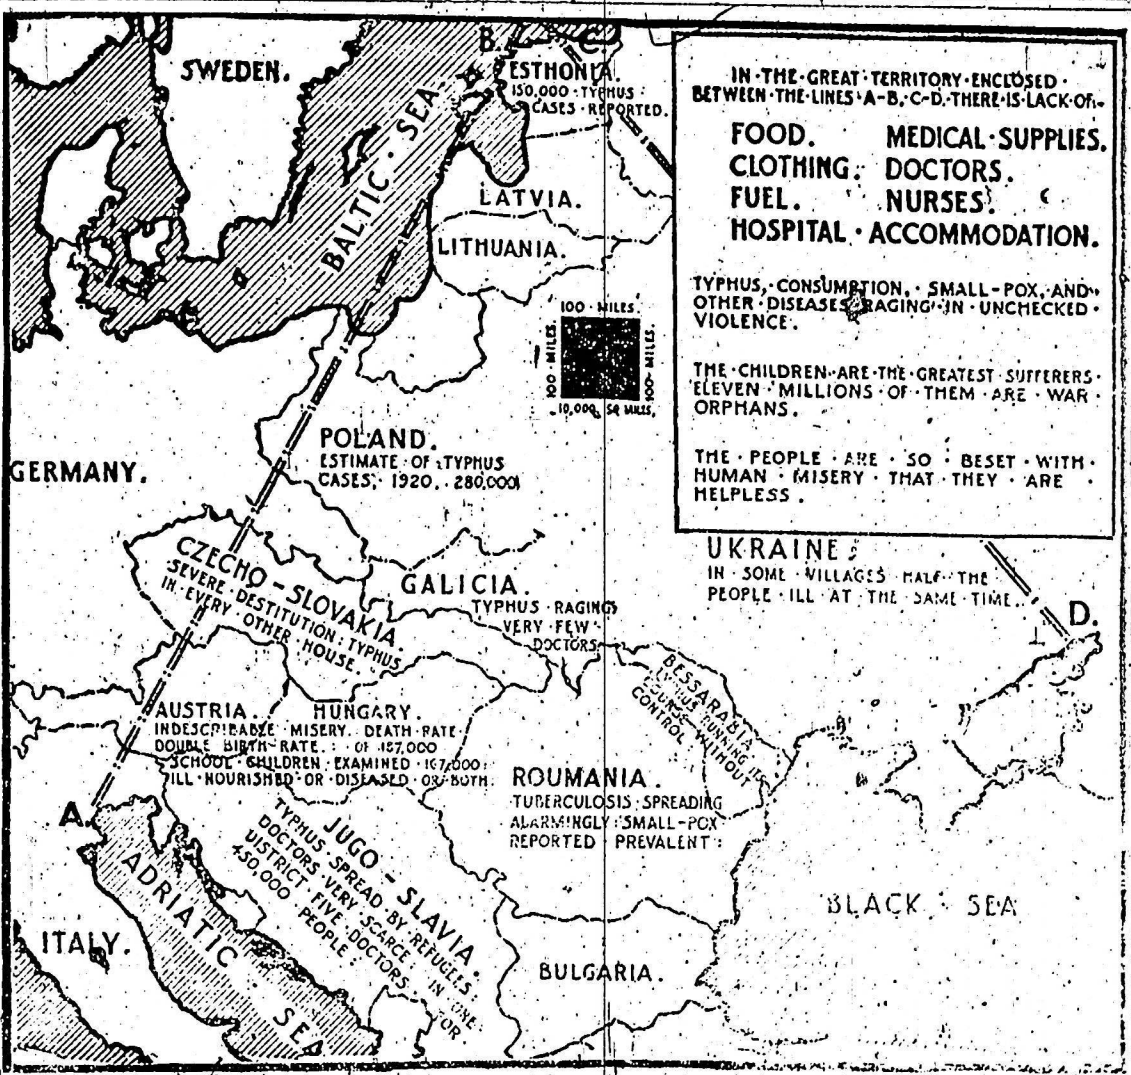 B.
C.
SWEDEN.
ESTHONIA.
150,000 · TYPHUS ·
CASES · REPORTED.
BALTIC · SEA.
LATVIA.
LITHUANIA.
IN · THE · GREAT · TERRITORY · ENCLOSED ·
BETWEEN · THE · LINES · A-B, · C-D. · THERE · IS · LACK · OF:-
FOOD. MEDICAL · SUPPLIES.
CLOTHING. DOCTORS.
FUEL. NURSES.
HOSPITAL · ACCOMMODATION.
TYPHUS, · CONSUMPTION, · SMALL-POX, · AND ·
OTHER · DISEASES · RAGING · IN · UNCHECKED ·
VIOLENCE.
THE · CHILDREN · ARE · THE · GREATEST · SUFFERERS ·
ELEVEN · MILLIONS · OF · THEM · ARE · WAR ·
ORPHANS.
THE · PEOPLE · ARE · SO · BESET · WITH ·
HUMAN · MISERY · THAT · THEY · ARE ·
HELPLESS.
100 · MILES.
100 · MILES.
100 · MILES.
10,000 SQ MILES.
GERMANY.
POLAND.
ESTIMATE · OF · TYPHUS
CASES, · 1920, · 280,000
CZECHO-SLOVAKIA.
SEVERE · DESTITUTION : TYPHUS
IN · EVERY · OTHER · HOUSE.
GALICIA.
TYPHUS · RAGING
VERY · FEW ·
DOCTORS
UKRAINE:
IN · SOME · VILLAGES · HALF · THE ·
PEOPLE · ILL · AT · THE · SAME · TIME.
D.
BESSARABIA
TYPHUS RUNNING ITS
COURSE WITHOUT
CONTROL
AUSTRIA. HUNGARY.
INDESCRIBABLE · MISERY. DEATH · RATE ·
DOUBLE · BIRTH-RATE. : · OF · 187,000
SCHOOL · CHILDREN · EXAMINED · 167,000 :
ILL · NOURISHED · OR · DISEASED · OR · BOTH
ROUMANIA.
TUBERCULOSIS · SPREADING
ALARMINGLY : SMALL-POX
REPORTED · PREVALENT :
A.
JUGO-SLAVIA.
TYPHUS · SPREAD · BY · REFUGEES :
DOCTORS · VERY · SCARCE : IN · ONE
DISTRICT · FIVE · DOCTORS · FOR
450,000 · PEOPLE :
ADRIATIC SEA
ITALY.
BULGARIA.
BLACK · SEA